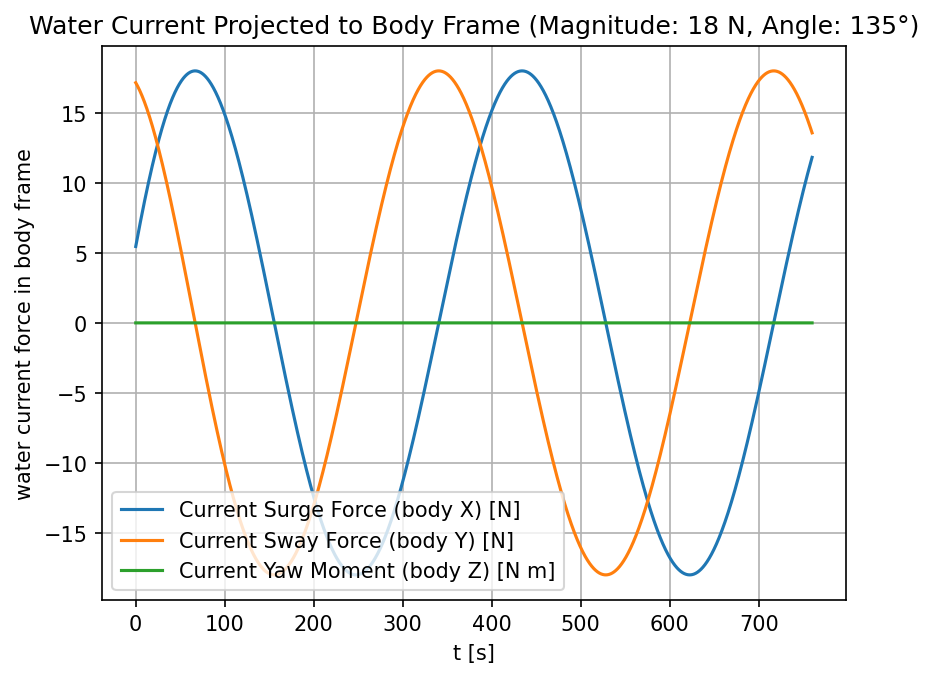 Water Current Projected to Body Frame (Magnitude: 18 N, Angle: 135°)
water current force in body frame
15
10
5
0
−5
−10
−15
Current Surge Force (body X) [N]
Current Sway Force (body Y) [N]
Current Yaw Moment (body Z) [N m]
0 100 200 300 400 500 600 700
t [s]